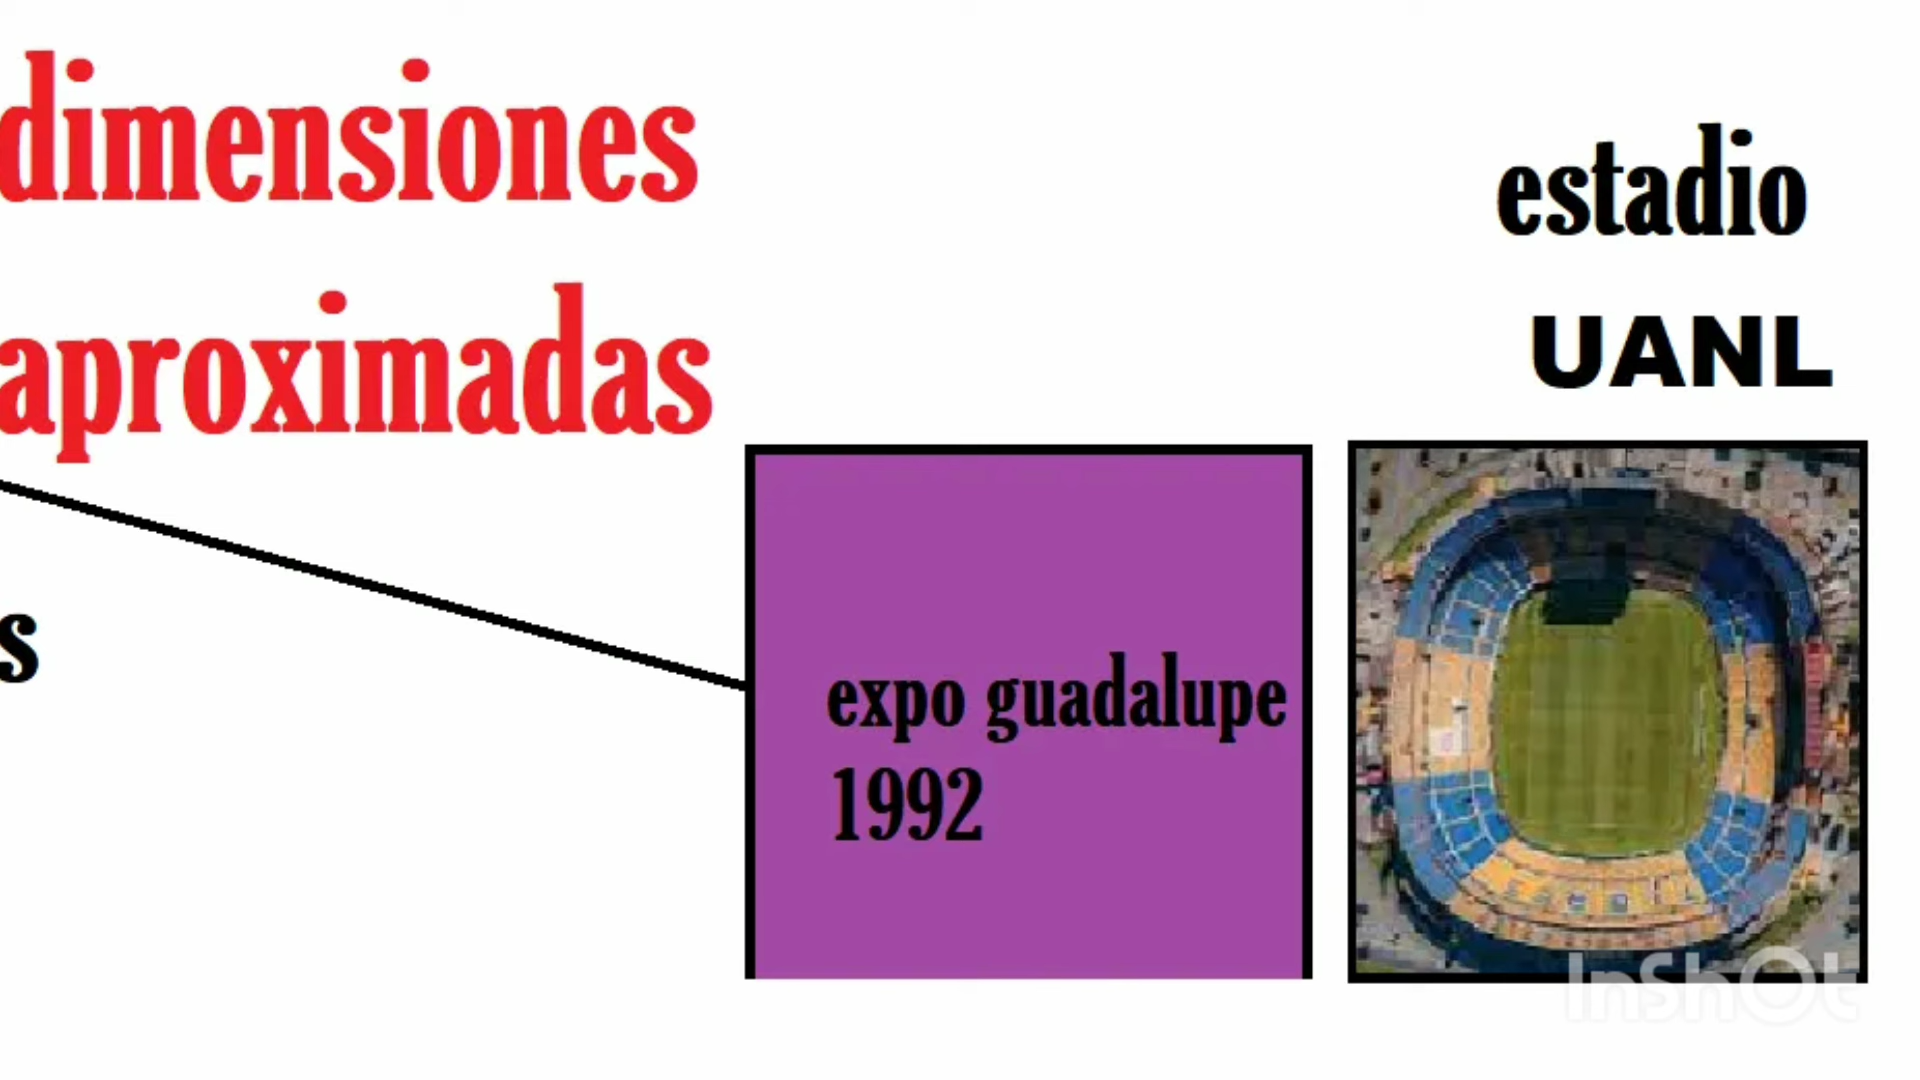 dimensiones
aproximadas
estadio
UANL
s
expo guadalupe
1992
InShOt